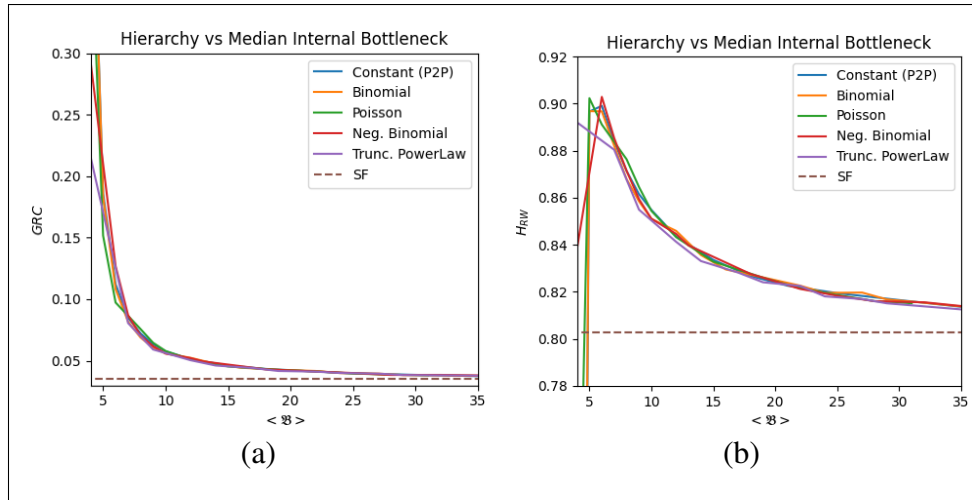 Hierarchy vs Median Internal Bottleneck
0.30
0.25
0.20
0.15
0.10
0.05
GRC
Constant (P2P)
Binomial
Poisson
Neg. Binomial
Trunc. PowerLaw
SF
5 10 15 20 25 30 35
< 𝔅 >
(a)
Hierarchy vs Median Internal Bottleneck
0.92
0.90
0.88
0.86
0.84
0.82
0.80
0.78
H_RW
Constant (P2P)
Binomial
Poisson
Neg. Binomial
Trunc. PowerLaw
SF
5 10 15 20 25 30 35
< 𝔅 >
(b)